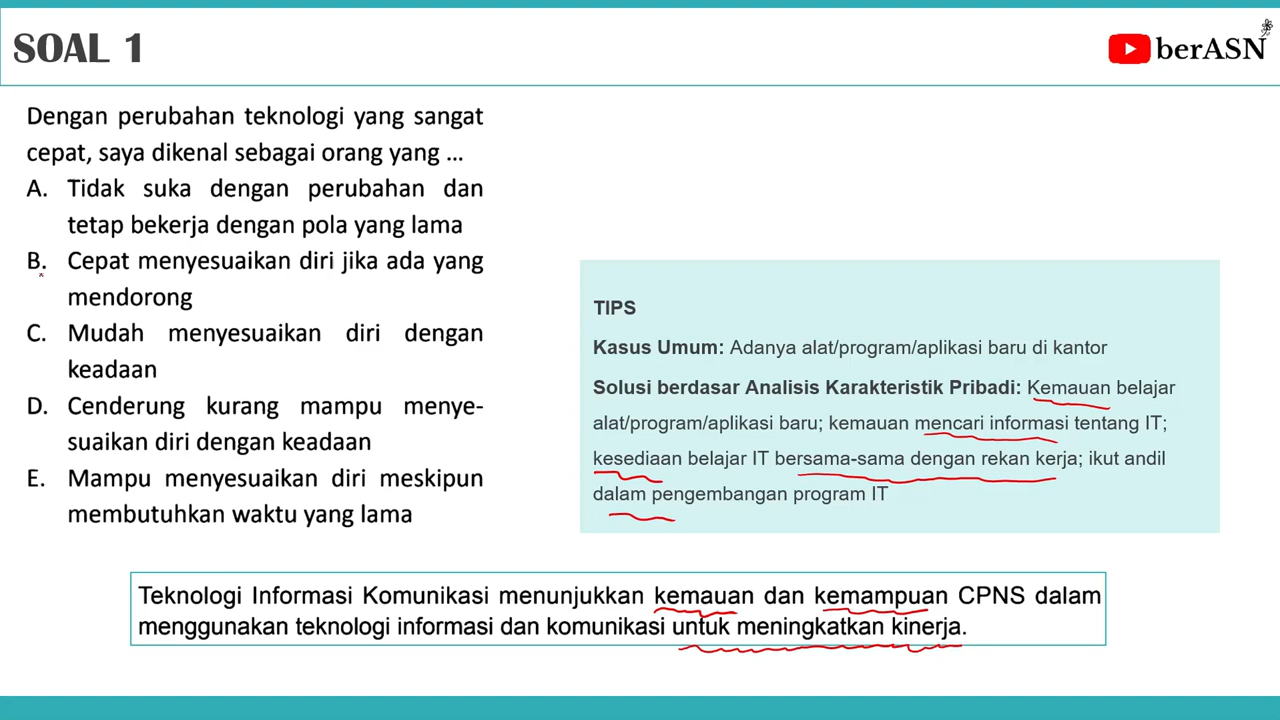 SOAL 1
berASN
Dengan perubahan teknologi yang sangat
cepat, saya dikenal sebagai orang yang ...
A. Tidak suka dengan perubahan dan
tetap bekerja dengan pola yang lama
B. Cepat menyesuaikan diri jika ada yang
mendorong
C. Mudah menyesuaikan diri dengan
keadaan
D. Cenderung kurang mampu menye-
suaikan diri dengan keadaan
E. Mampu menyesuaikan diri meskipun
membutuhkan waktu yang lama
TIPS
Kasus Umum: Adanya alat/program/aplikasi baru di kantor
Solusi berdasar Analisis Karakteristik Pribadi: Kemauan belajar
alat/program/aplikasi baru; kemauan mencari informasi tentang IT;
kesediaan belajar IT bersama-sama dengan rekan kerja; ikut andil
dalam pengembangan program IT
Teknologi Informasi Komunikasi menunjukkan kemauan dan kemampuan CPNS dalam
menggunakan teknologi informasi dan komunikasi untuk meningkatkan kinerja.